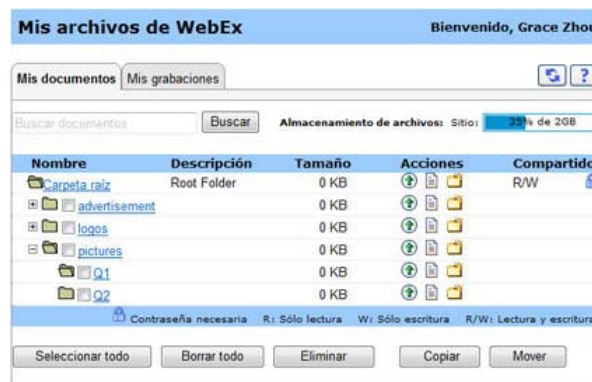 Mis archivos de WebEx Bienvenido, Grace Zhou
Mis documentos Mis grabaciones ?
Buscar documentos Buscar Almacenamiento de archivos: Sitio: 35% de 2GB
Nombre Descripción Tamaño Acciones Compartido
Carpeta raíz Root Folder 0 KB R/W
advertisement 0 KB
logos 0 KB
pictures 0 KB
Q1 0 KB
Q2 0 KB
Contraseña necesaria R: Sólo lectura W: Sólo escritura R/W: Lectura y escritura
Seleccionar todo Borrar todo Eliminar Copiar Mover